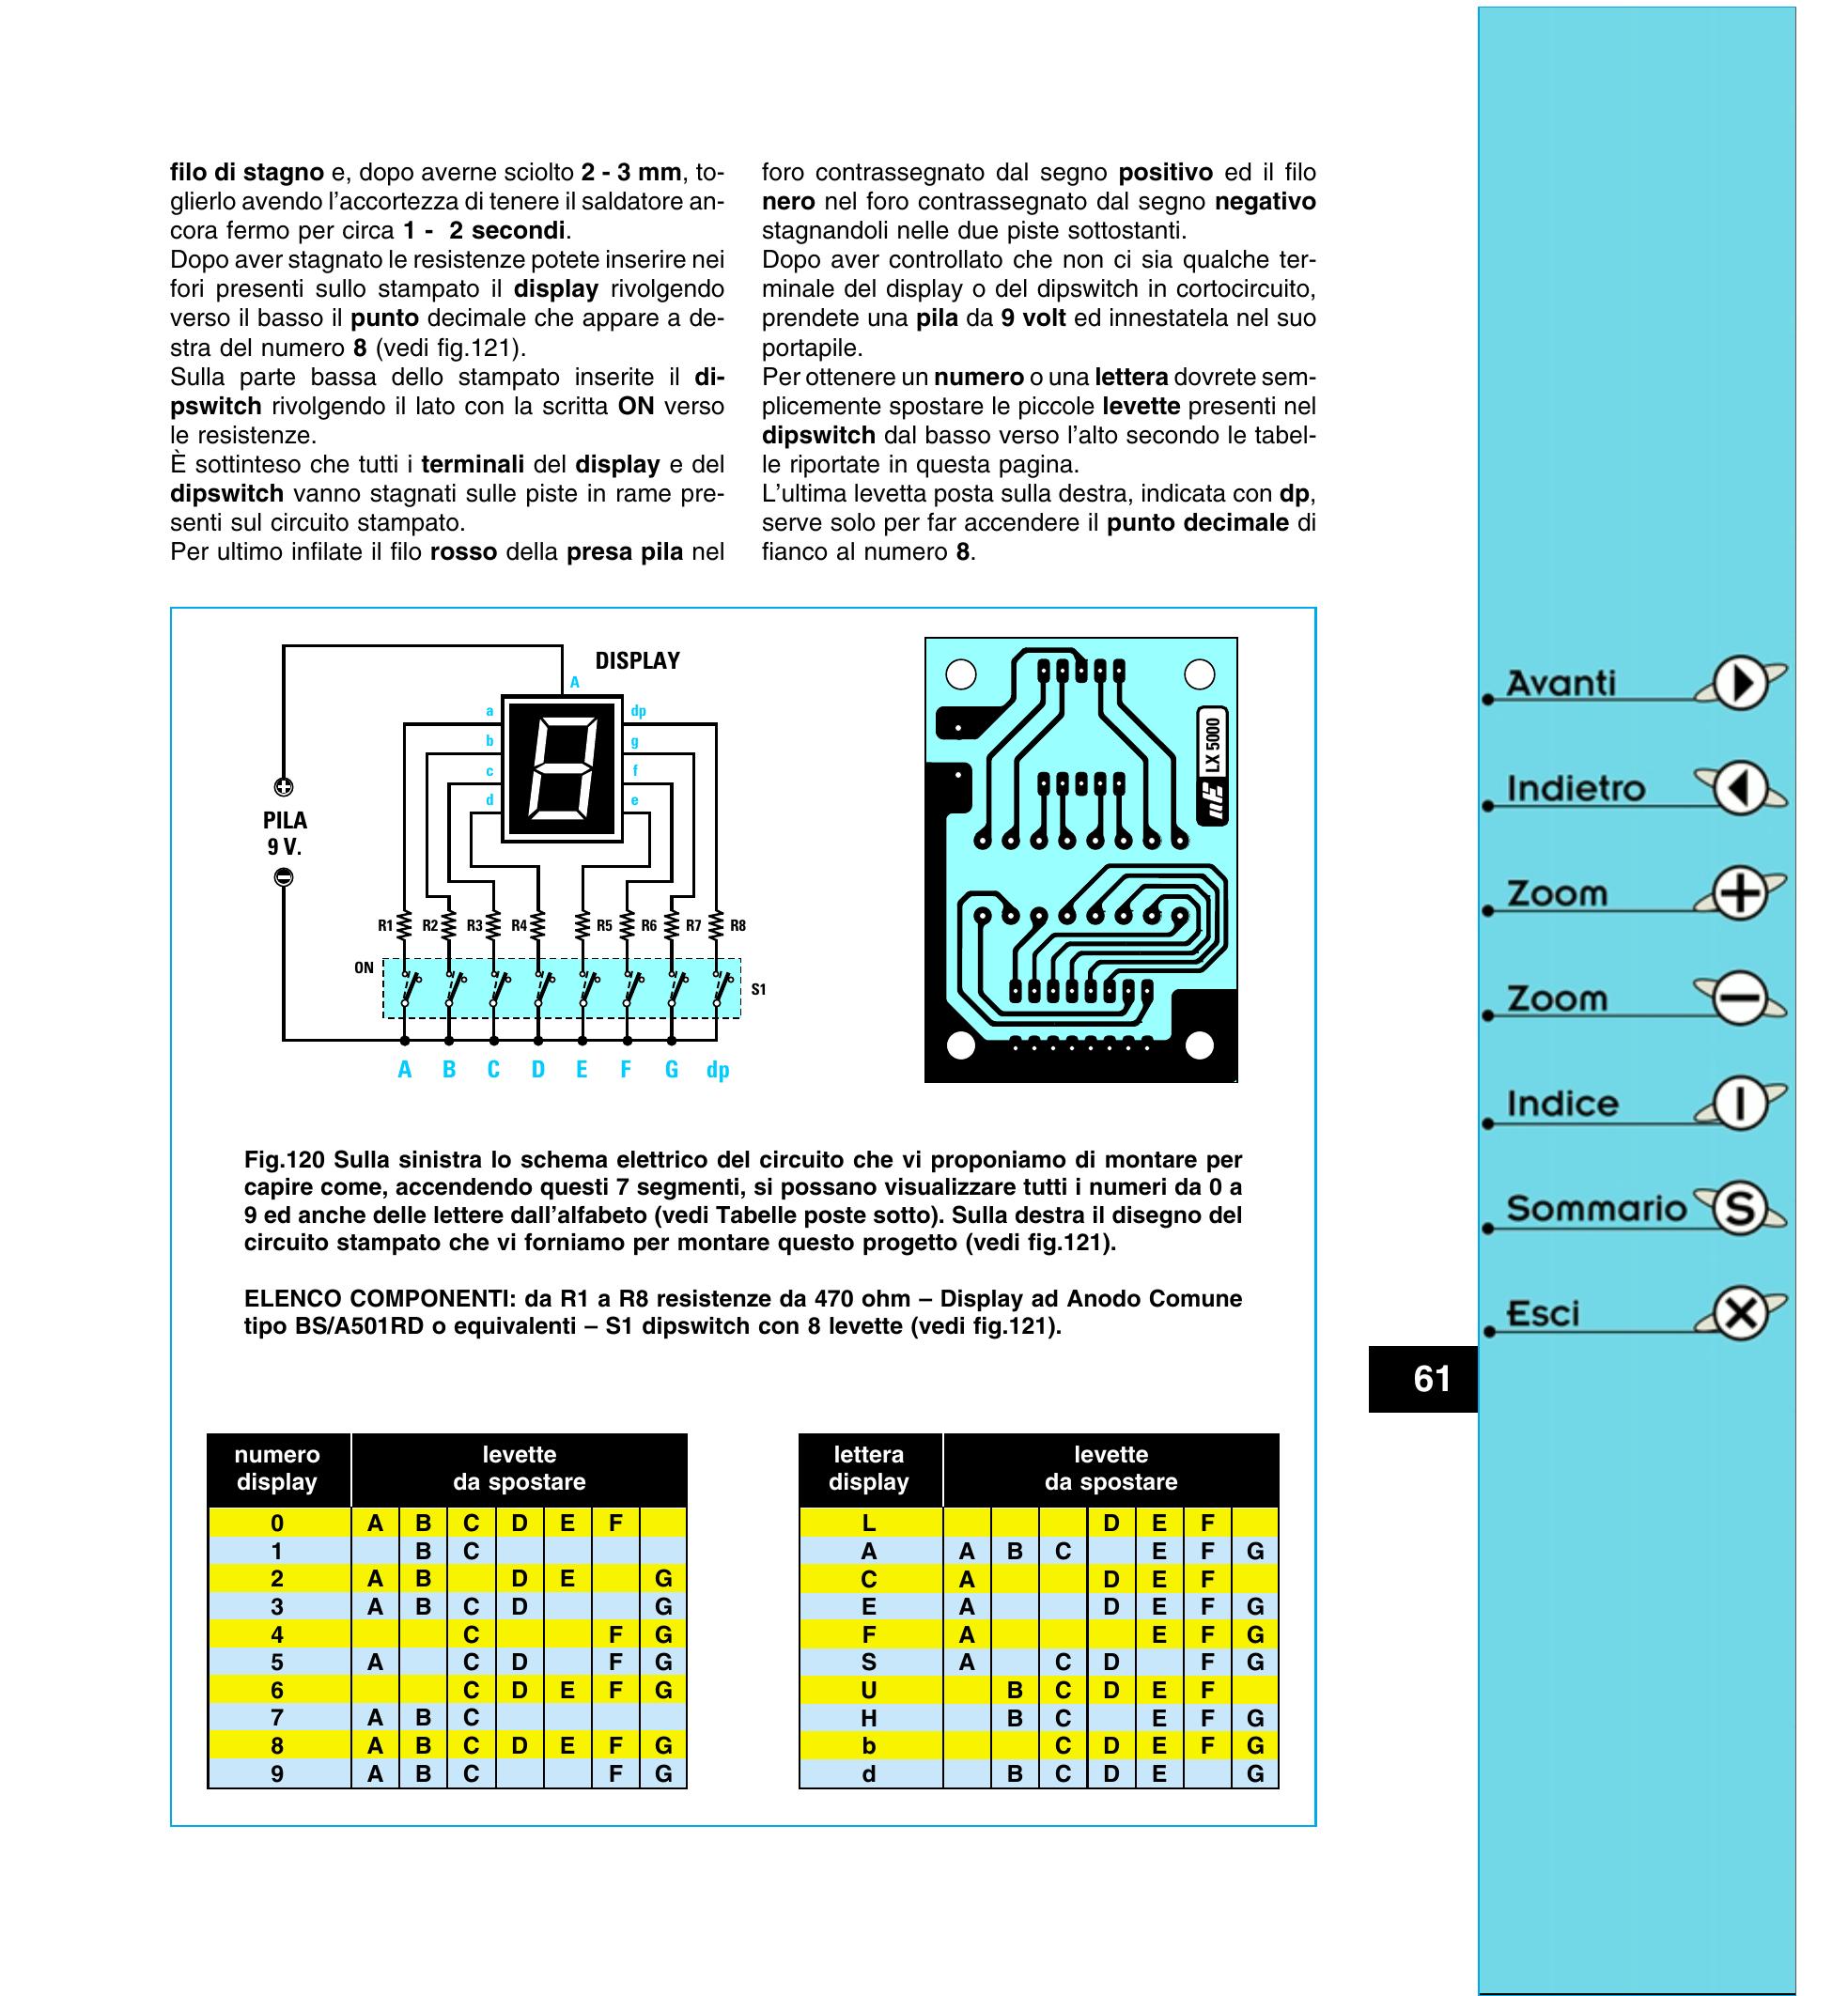 filo di stagno e, dopo averne sciolto 2 - 3 mm, to-
glierlo avendo l'accortezza di tenere il saldatore an-
cora fermo per circa 1 - 2 secondi.
Dopo aver stagnato le resistenze potete inserire nei
fori presenti sullo stampato il display rivolgendo
verso il basso il punto decimale che appare a de-
stra del numero 8 (vedi fig.121).
Sulla parte bassa dello stampato inserite il di-
pswitch rivolgendo il lato con la scritta ON verso
le resistenze.
È sottinteso che tutti i terminali del display e del
dipswitch vanno stagnati sulle piste in rame pre-
senti sul circuito stampato.
Per ultimo infilate il filo rosso della presa pila nel
foro contrassegnato dal segno positivo ed il filo
nero nel foro contrassegnato dal segno negativo
stagnandoli nelle due piste sottostanti.
Dopo aver controllato che non ci sia qualche ter-
minale del display o del dipswitch in cortocircuito,
prendete una pila da 9 volt ed innestatela nel suo
portapile.
Per ottenere un numero o una lettera dovrete sem-
plicemente spostare le piccole levette presenti nel
dipswitch dal basso verso l'alto secondo le tabel-
le riportate in questa pagina.
L'ultima levetta posta sulla destra, indicata con dp,
serve solo per far accendere il punto decimale di
fianco al numero 8.
DISPLAY
A
a dp
b g
c f
d e
PILA
9 V.
R1 R2 R3 R4 R5 R6 R7 R8
ON
S1
A B C D E F G dp
LX 5000
Fig.120 Sulla sinistra lo schema elettrico del circuito che vi proponiamo di montare per
capire come, accendendo questi 7 segmenti, si possano visualizzare tutti i numeri da 0 a
9 ed anche delle lettere dall'alfabeto (vedi Tabelle poste sotto). Sulla destra il disegno del
circuito stampato che vi forniamo per montare questo progetto (vedi fig.121).
ELENCO COMPONENTI: da R1 a R8 resistenze da 470 ohm – Display ad Anodo Comune
tipo BS/A501RD o equivalenti – S1 dipswitch con 8 levette (vedi fig.121).
numero levette
display da spostare
0 A B C D E F
1 B C
2 A B D E G
3 A B C D G
4 C F G
5 A C D F G
6 C D E F G
7 A B C
8 A B C D E F G
9 A B C F G
lettera levette
display da spostare
L D E F
A A B C E F G
C A D E F
E A D E F G
F A E F G
S A C D F G
U B C D E F
H B C E F G
b C D E F G
d B C D E G
61
Avanti
Indietro
Zoom
Zoom
Indice
Sommario S
Esci